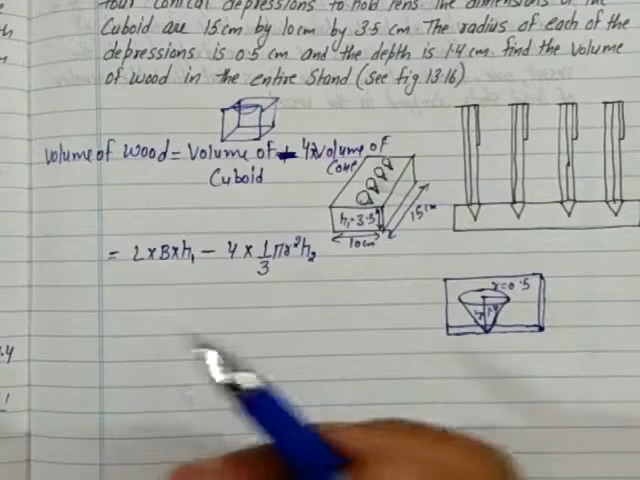 four conical depressions to hold pens. The dimensions of the
Cuboid are 15cm by 10cm by 3.5 cm. The radius of each of the
depressions is 0.5 cm and the depth is 1.4 cm. find the Volume
of wood in the entire Stand (See fig 13.16)
Volume of Wood = Volume of - 4xVolume of
Cuboid
Cone
h₁=3.5
10cm
15cm
= L x B x h₁ - 4 x 1/3 πr²h₂
r=0.5
1.4